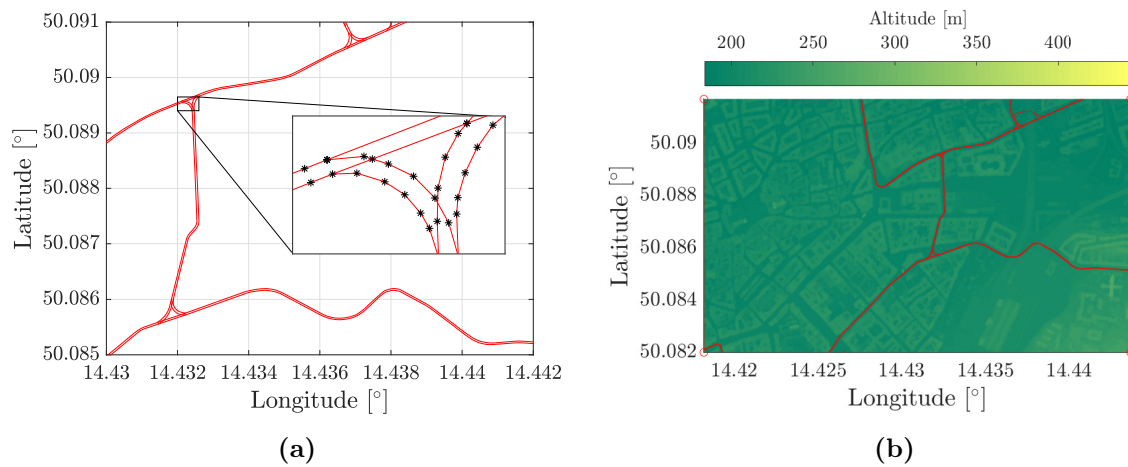 50.091
50.09
50.089
50.088
50.087
50.086
50.085
Latitude [°]
14.43 14.432 14.434 14.436 14.438 14.44 14.442
Longitude [°]
(a)
Altitude [m]
200 250 300 350 400
50.09
50.088
50.086
50.084
50.082
Latitude [°]
14.42 14.425 14.43 14.435 14.44
Longitude [°]
(b)